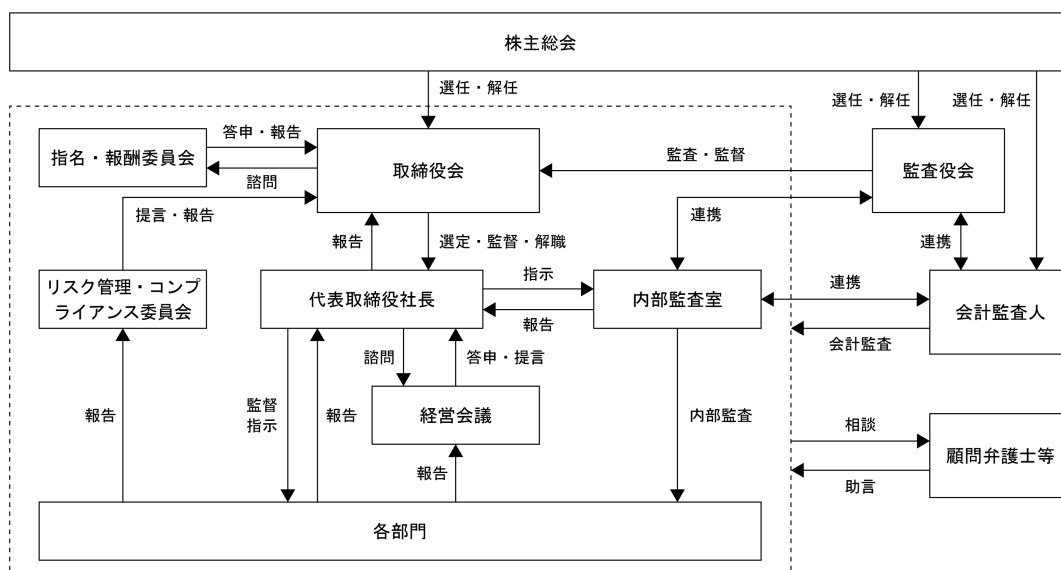 株主総会
選任・解任
選任・解任
選任・解任
指名・報酬委員会
答申・報告
諮問
取締役会
監査・監督
監査役会
提言・報告
報告
選定・監督・解職
連携
連携
リスク管理・コンプ
ライアンス委員会
代表取締役社長
指示
報告
内部監査室
連携
会計監査
会計監査人
諮問
答申・提言
経営会議
報告
監督
指示
報告
報告
内部監査
相談
助言
顧問弁護士等
各部門